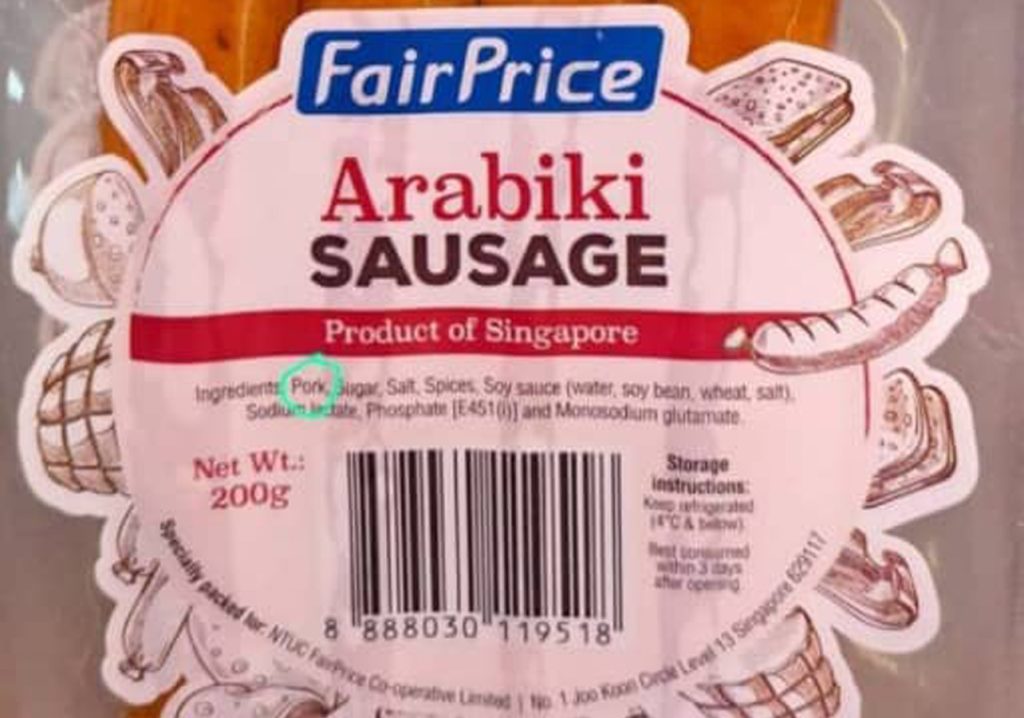 FairPrice
Arabiki
SAUSAGE
Product of Singapore
Ingredients: Pork, Sugar, Salt, Spices, Soy sauce (water, soy bean, wheat, salt),
Sodium lactate, Phosphate [E451(i)] and Monosodium glutamate.
Net Wt.:
200g
Storage
instructions:
Keep refrigerated
(4°C & below).
Best consumed
within 3 days
after opening.
8 888030 119518
Specially packed for: NTUC FairPrice Co-operative Limited | No. 1 Joo Koon Circle Level 13 Singapore 629117